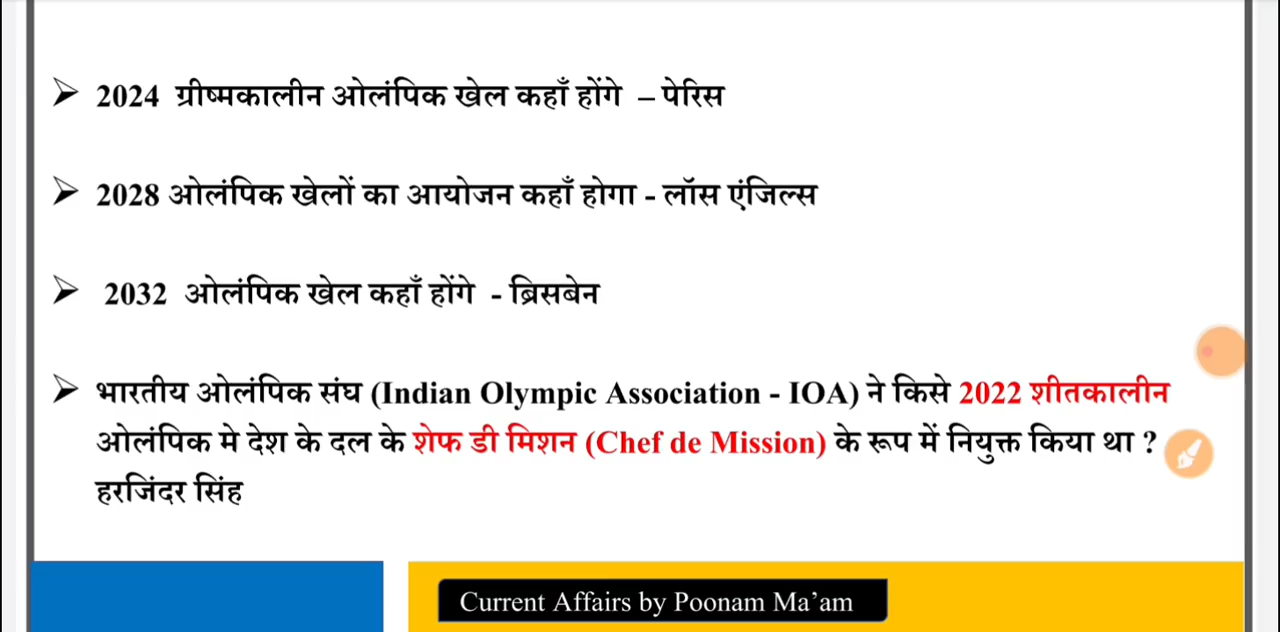 ➢ 2024 ग्रीष्मकालीन ओलंपिक खेल कहाँ होंगे – पेरिस
➢ 2028 ओलंपिक खेलों का आयोजन कहाँ होगा - लॉस एंजिल्स
➢ 2032 ओलंपिक खेल कहाँ होंगे - ब्रिसबेन
➢ भारतीय ओलंपिक संघ (Indian Olympic Association - IOA) ने किसे 2022 शीतकालीन
ओलंपिक मे देश के दल के शेफ डी मिशन (Chef de Mission) के रूप में नियुक्त किया था ?
हरजिंदर सिंह
Current Affairs by Poonam Ma’am